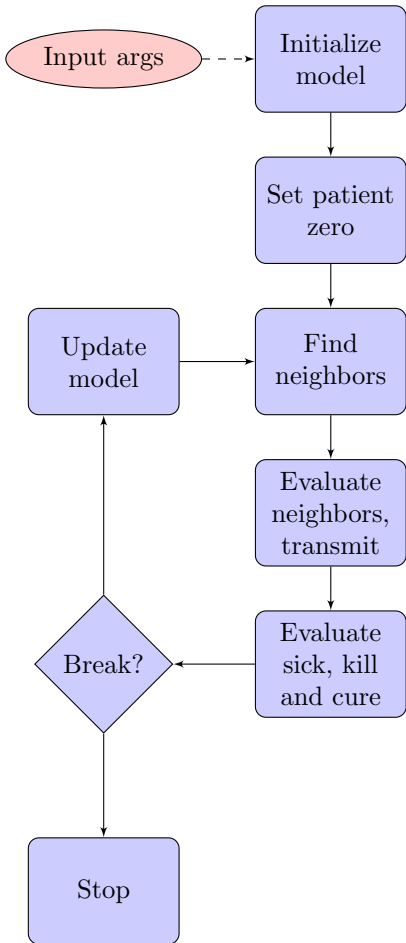 Input args
Initialize
model
Set patient
zero
Update
model
Find
neighbors
Evaluate
neighbors,
transmit
Break?
Evaluate
sick, kill
and cure
Stop